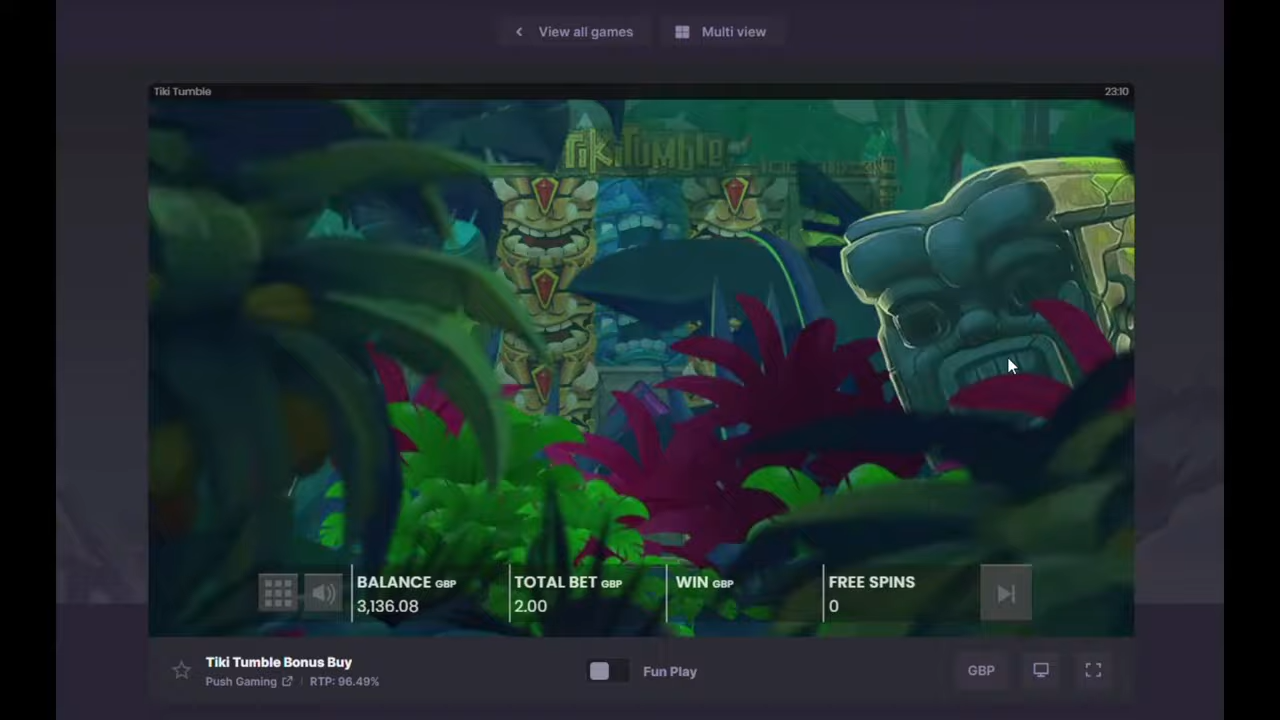 View all games
Multi view
Tiki Tumble
23:10
Tiki Tumble
BALANCE GBP
3,136.08
TOTAL BET GBP
2.00
WIN GBP
FREE SPINS
0
Tiki Tumble Bonus Buy
Push Gaming / RTP: 96.49%
Fun Play
GBP